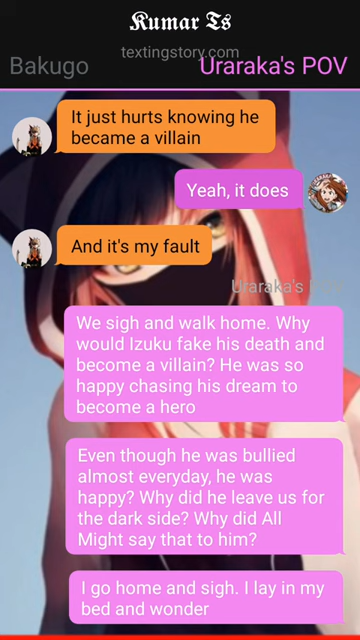 Kumar Ts
textingstory.com
Bakugo
Uraraka's POV
It just hurts knowing he
became a villain
Yeah, it does
And it's my fault
Uraraka's POV
We sigh and walk home. Why
would Izuku fake his death and
become a villain? He was so
happy chasing his dream to
become a hero
Even though he was bullied
almost everyday, he was
happy? Why did he leave us for
the dark side? Why did All
Might say that to him?
I go home and sigh. I lay in my
bed and wonder